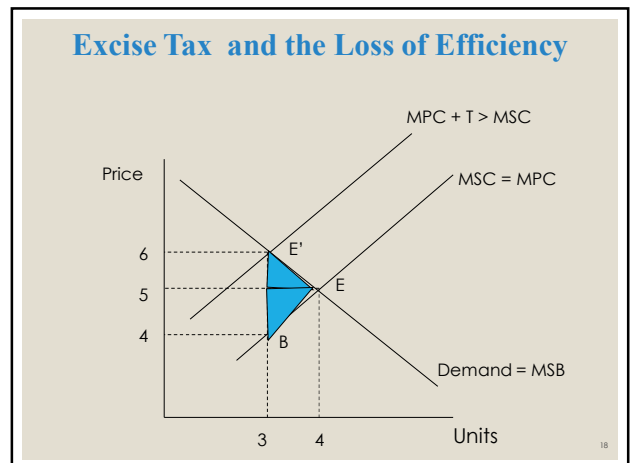 Excise Tax and the Loss of Efficiency
MPC + T > MSC
Price
MSC = MPC
6
E'
5
E
4
B
Demand = MSB
3
4
Units
18